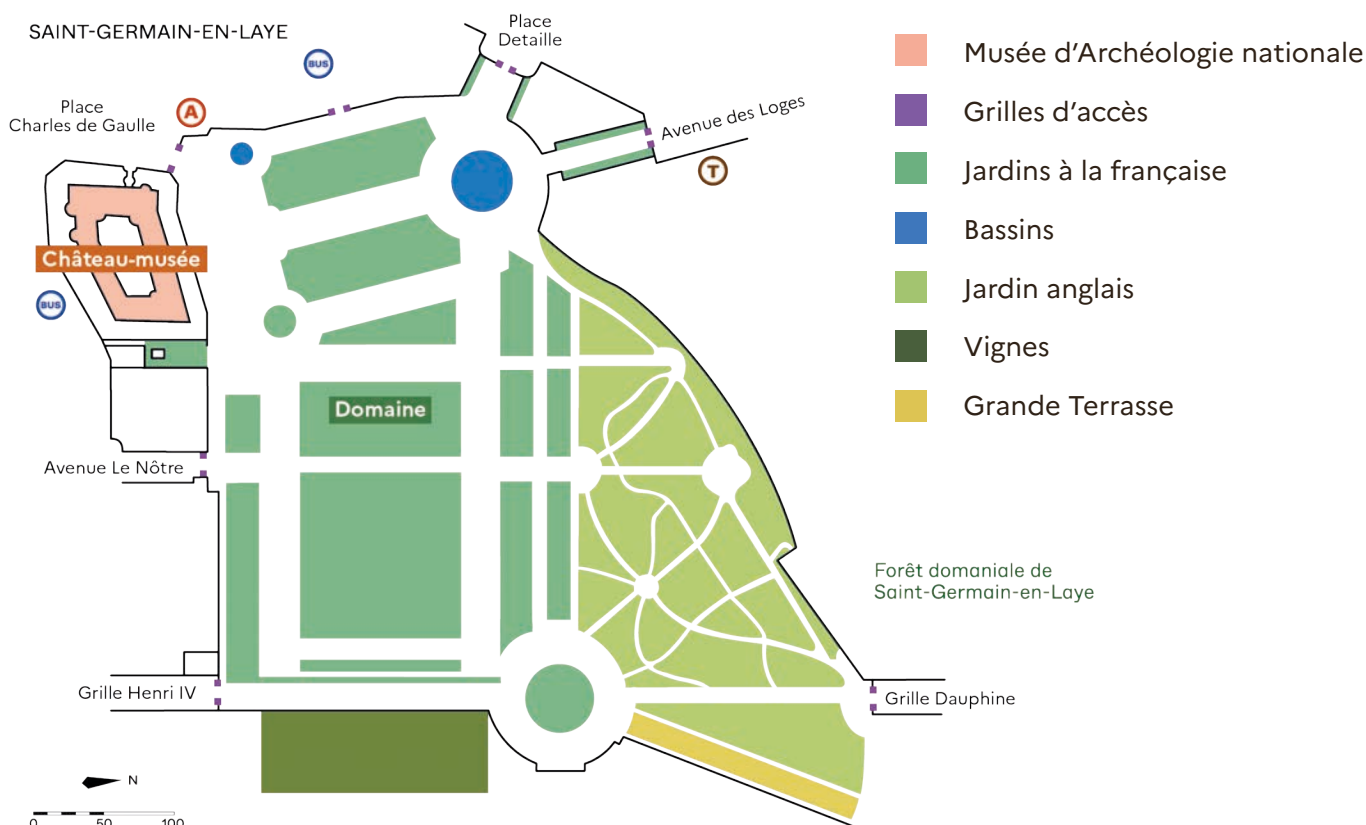 SAINT-GERMAIN-EN-LAYE
BUS
Place
Detaille
Place
Charles de Gaulle
A
Avenue des Loges
T
Château-musée
BUS
Domaine
Avenue Le Nôtre
Forêt domaniale de
Saint-Germain-en-Laye
Grille Henri IV
Grille Dauphine
N
0 50 100
Musée d'Archéologie nationale
Grilles d'accès
Jardins à la française
Bassins
Jardin anglais
Vignes
Grande Terrasse